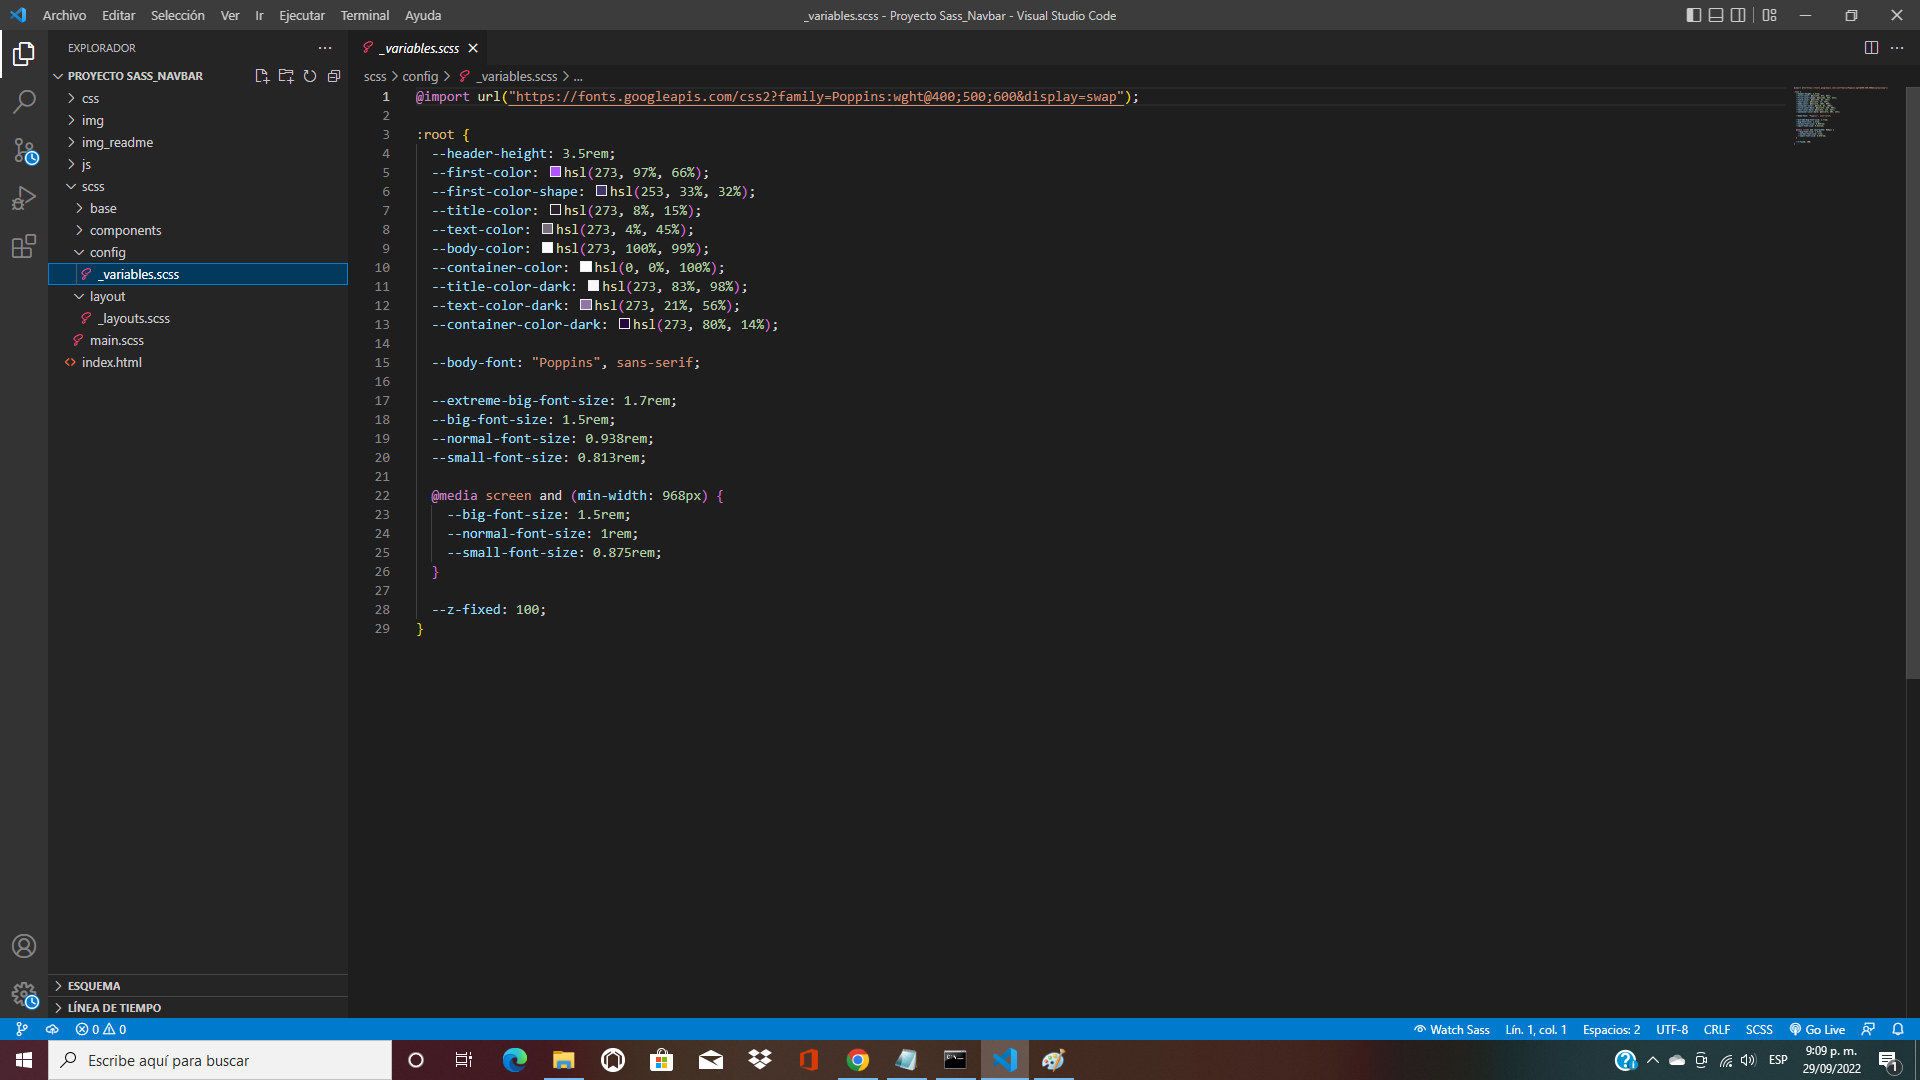 Archivo Editar Selección Ver Ir Ejecutar Terminal Ayuda
_variables.scss - Proyecto Sass_Navbar - Visual Studio Code
EXPLORADOR
PROYECTO SASS_NAVBAR
css
img
img_readme
js
scss
base
components
config
_variables.scss
layout
_layouts.scss
main.scss
index.html
ESQUEMA
LÍNEA DE TIEMPO
_variables.scss
scss > config > _variables.scss > ...
1 @import url("https://fonts.googleapis.com/css2?family=Poppins:wght@400;500;600&display=swap");
2
3 :root {
4 --header-height: 3.5rem;
5 --first-color: hsl(273, 97%, 66%);
6 --first-color-shape: hsl(253, 33%, 32%);
7 --title-color: hsl(273, 8%, 15%);
8 --text-color: hsl(273, 4%, 45%);
9 --body-color: hsl(273, 100%, 99%);
10 --container-color: hsl(0, 0%, 100%);
11 --title-color-dark: hsl(273, 83%, 98%);
12 --text-color-dark: hsl(273, 21%, 56%);
13 --container-color-dark: hsl(273, 80%, 14%);
14
15 --body-font: "Poppins", sans-serif;
16
17 --extreme-big-font-size: 1.7rem;
18 --big-font-size: 1.5rem;
19 --normal-font-size: 0.938rem;
20 --small-font-size: 0.813rem;
21
22 @media screen and (min-width: 968px) {
23 --big-font-size: 1.5rem;
24 --normal-font-size: 1rem;
25 --small-font-size: 0.875rem;
26 }
27
28 --z-fixed: 100;
29 }
0 0
Watch Sass Lín. 1, col. 1 Espacios: 2 UTF-8 CRLF SCSS Go Live
Escribe aquí para buscar
ESP
9:09 p. m.
29/09/2022
1